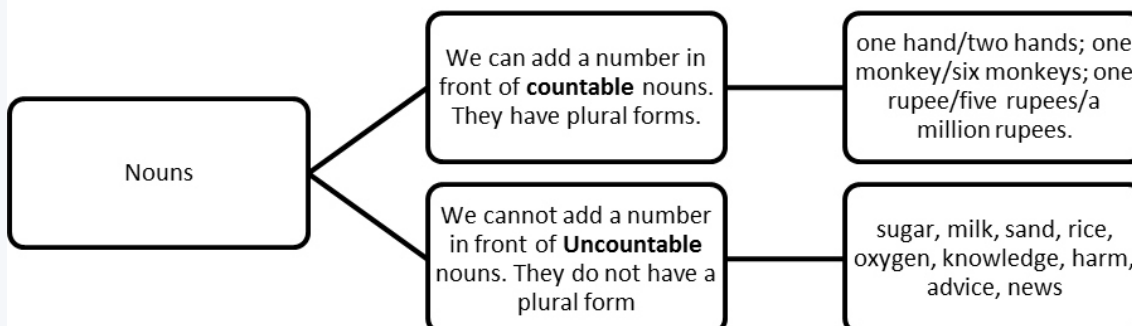 Nouns
We can add a number in
front of countable nouns.
They have plural forms.
one hand/two hands; one
monkey/six monkeys; one
rupee/five rupees/a
million rupees.
We cannot add a number
in front of Uncountable
nouns. They do not have a
plural form
sugar, milk, sand, rice,
oxygen, knowledge, harm,
advice, news